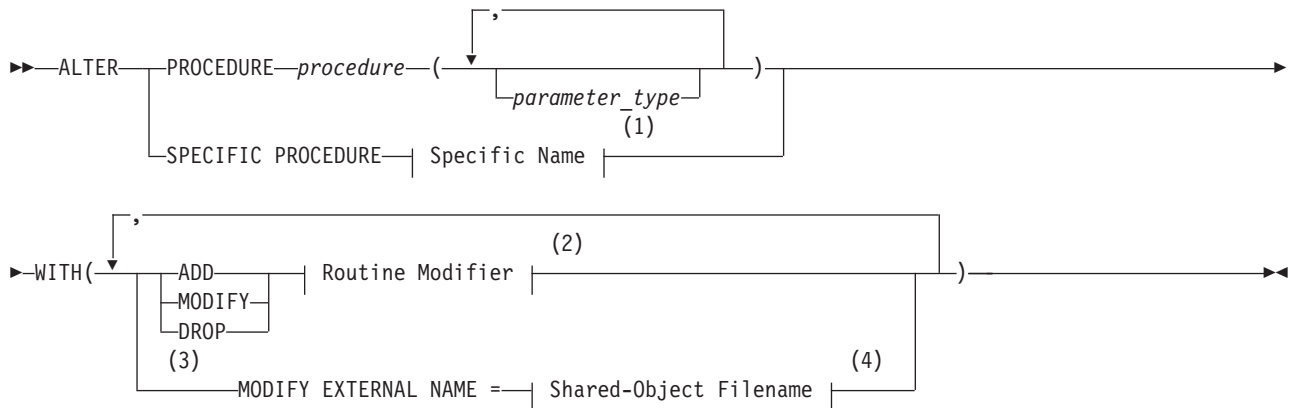 ,
ALTER PROCEDURE procedure ( )
parameter_type
(1)
SPECIFIC PROCEDURE Specific Name
,
(2)
WITH( ADD Routine Modifier )
MODIFY
DROP
(3) (4)
MODIFY EXTERNAL NAME = Shared-Object Filename